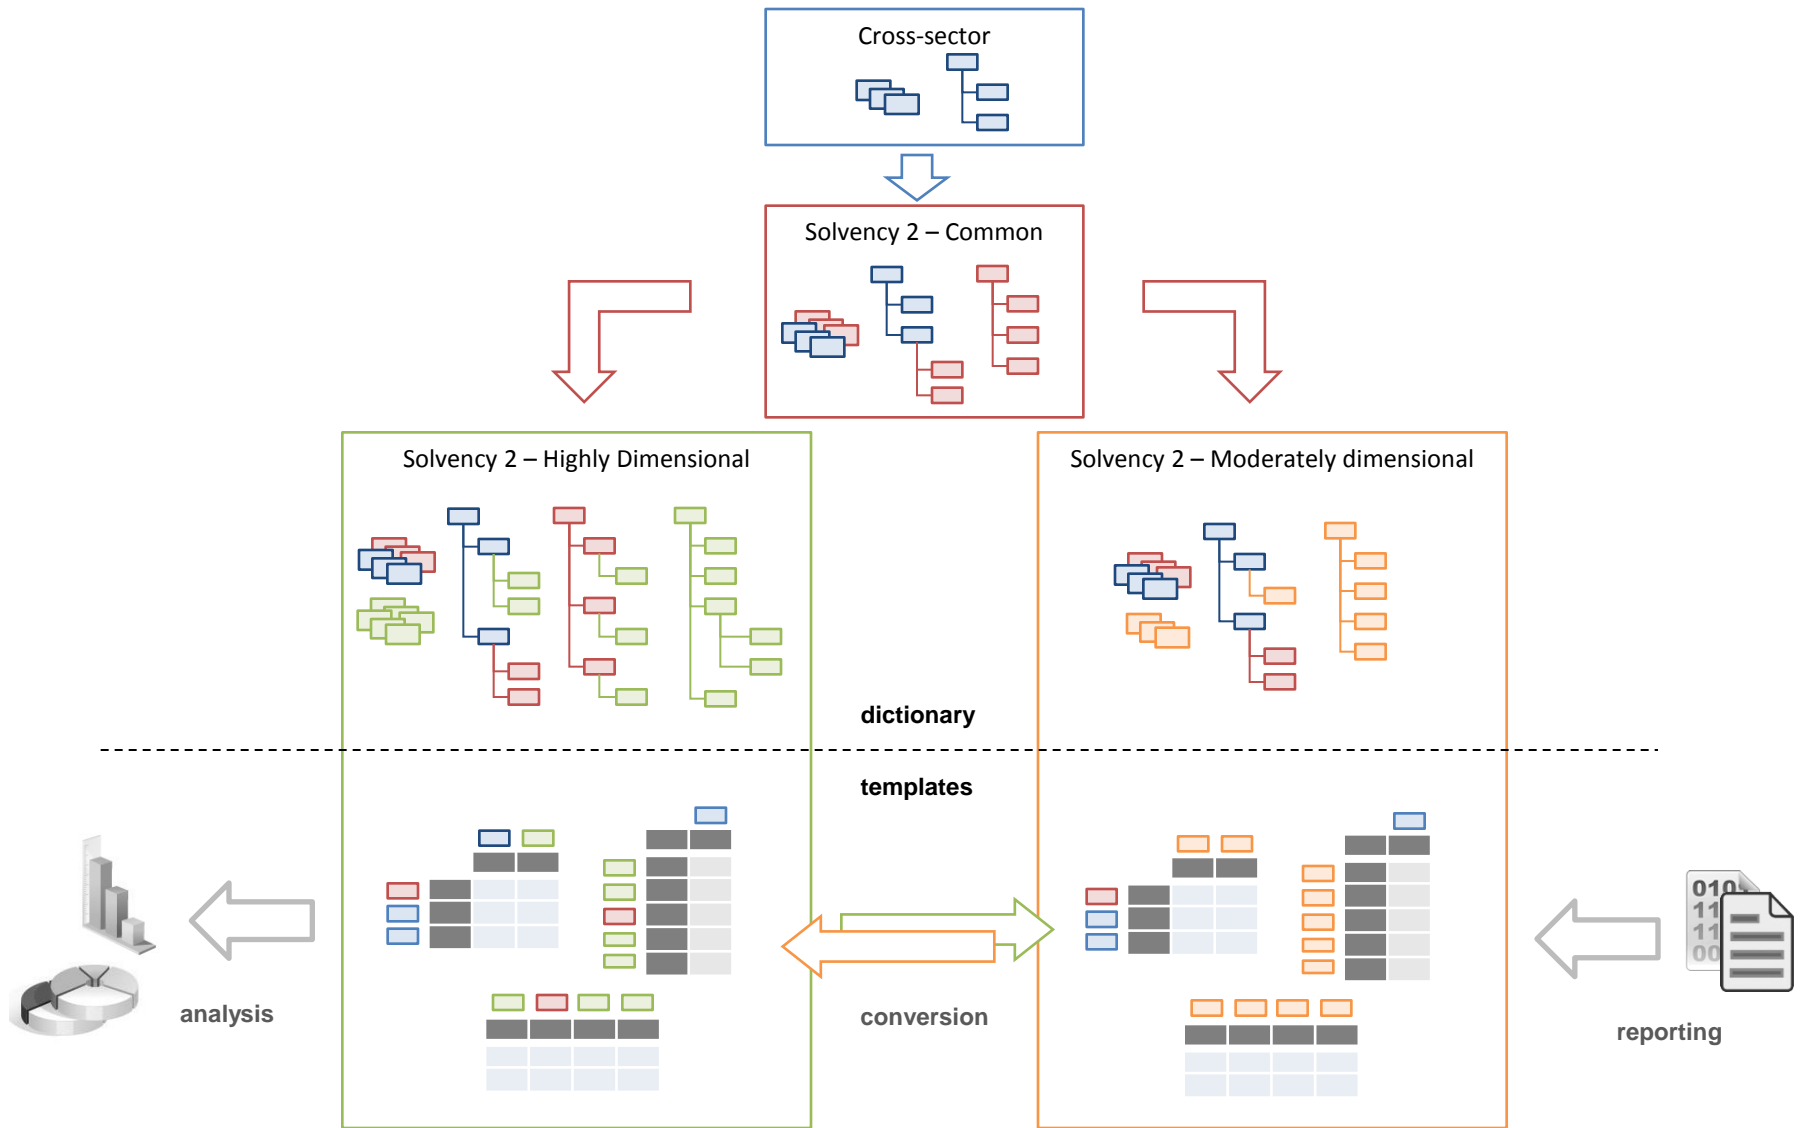 Cross-sector
Solvency 2 – Common
Solvency 2 – Highly Dimensional
Solvency 2 – Moderately dimensional
dictionary
templates
analysis
conversion
reporting